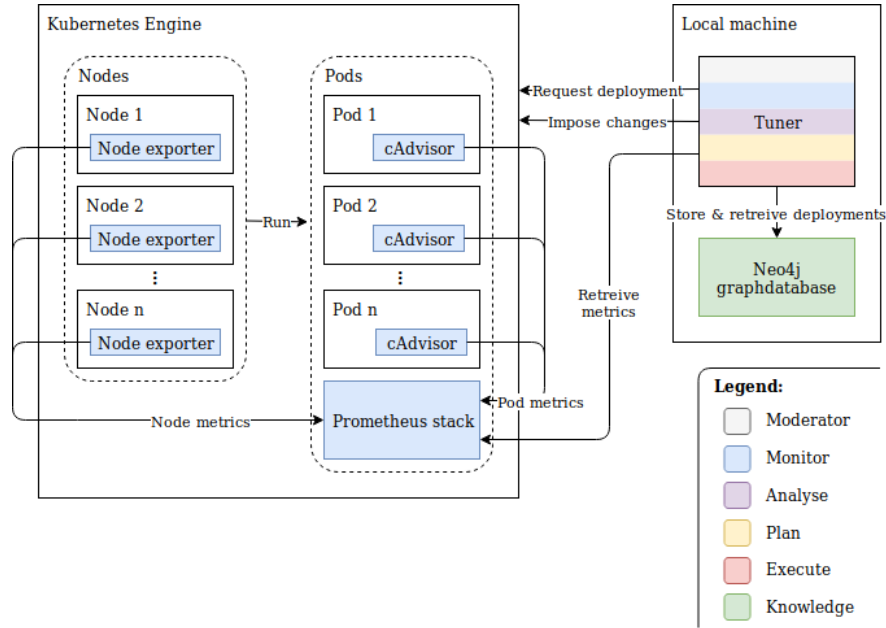 Kubernetes Engine
Nodes
Node 1
Node exporter
Node 2
Node exporter
Node n
Node exporter
Run
Pods
Pod 1
cAdvisor
Pod 2
cAdvisor
Pod n
cAdvisor
Prometheus stack
Node metrics
Pod metrics
Request deployment
Impose changes
Retreive
metrics
Local machine
Tuner
Store & retreive deployments
Neo4j
graphdatabase
Legend:
Moderator
Monitor
Analyse
Plan
Execute
Knowledge